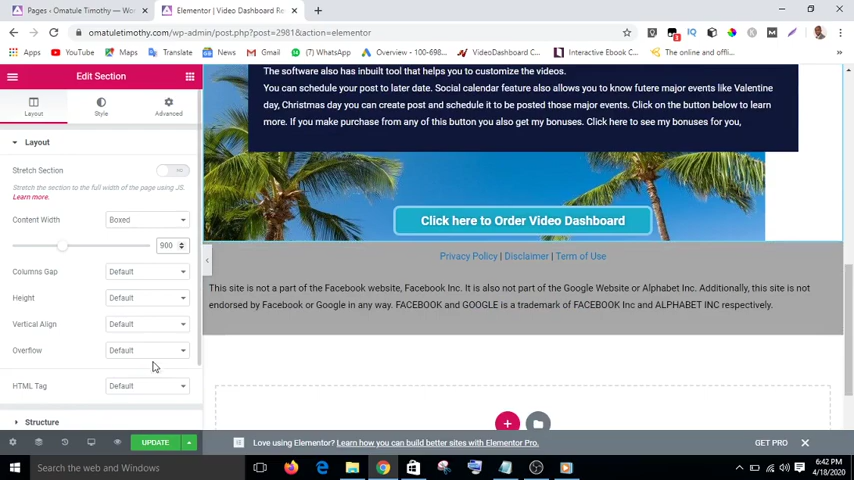 Pages ‹ Omatule Timothy — Wo
Elementor | Video Dashboard Re
omatuletimothy.com/wp-admin/post.php?post=2981&action=elementor
Apps
YouTube
Maps
Translate
News
Gmail
(7) WhatsApp
Overview – 100-698...
VideoDashboard C...
Interactive Ebook C...
The online and offli...
Edit Section
Layout
Style
Advanced
Layout
Stretch Section
NO
Stretch the section to the full width of the page using JS.
Learn more.
Content Width
Boxed
900
Columns Gap
Default
Height
Default
Vertical Align
Default
Overflow
Default
HTML Tag
Default
Structure
UPDATE
The software also has inbuilt tool that helps you to customize the videos.
You can schedule your post to later date. Social calendar feature also allows you to know futere major events like Valentine
day, Christmas day you can create post and schedule it to be posted those major events. Click on the button below to learn
more. If you make purchase from any of this button you also get my bonuses. Click here to see my bonuses for you,
Click here to Order Video Dashboard
Privacy Policy | Disclaimer | Term of Use
This site is not a part of the Facebook website, Facebook Inc. It is also not part of the Google Website or Alphabet Inc. Additionally, this site is not
endorsed by Facebook or Google in any way. FACEBOOK and GOOGLE is a trademark of FACEBOOK Inc and ALPHABET INC respectively.
Love using Elementor? Learn how you can build better sites with Elementor Pro.
GET PRO
Search the web and Windows
6:42 PM
4/18/2020